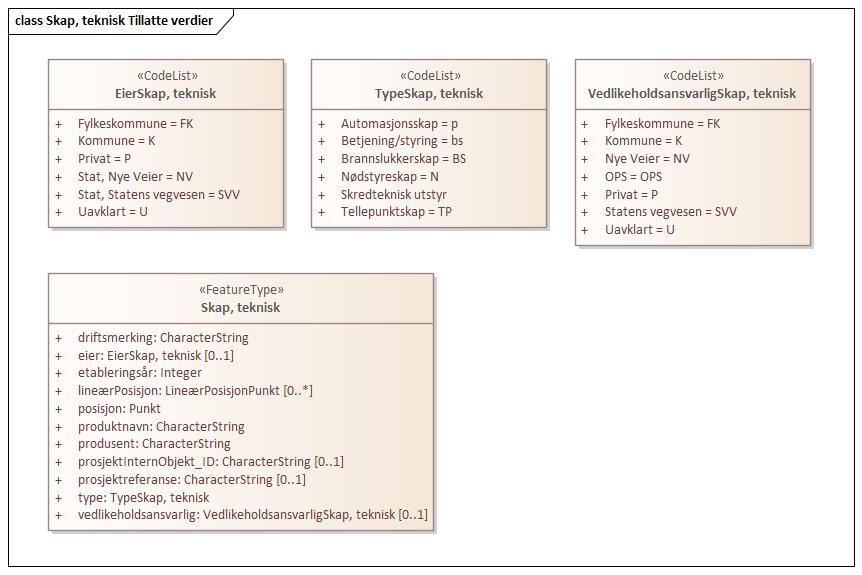 class Skap, teknisk Tillatte verdier
«CodeList»
EierSkap, teknisk
+ Fylkeskommune = FK
+ Kommune = K
+ Privat = P
+ Stat, Nye Veier = NV
+ Stat, Statens vegvesen = SVV
+ Uavklart = U
«CodeList»
TypeSkap, teknisk
+ Automasjonsskap = p
+ Betjening/styring = bs
+ Brannslukkerskap = BS
+ Nødstyreskap = N
+ Skredteknisk utstyr
+ Tellepunktskap = TP
«CodeList»
VedlikeholdsansvarligSkap, teknisk
+ Fylkeskommune = FK
+ Kommune = K
+ Nye Veier = NV
+ OPS = OPS
+ Privat = P
+ Statens vegvesen = SVV
+ Uavklart = U
«FeatureType»
Skap, teknisk
+ driftsmerking: CharacterString
+ eier: EierSkap, teknisk [0..1]
+ etableringsår: Integer
+ lineærPosisjon: LineærPosisjonPunkt [0..*]
+ posisjon: Punkt
+ produktnavn: CharacterString
+ produsent: CharacterString
+ prosjektInternObjekt_ID: CharacterString [0..1]
+ prosjektreferanse: CharacterString [0..1]
+ type: TypeSkap, teknisk
+ vedlikeholdsansvarlig: VedlikeholdsansvarligSkap, teknisk [0..1]